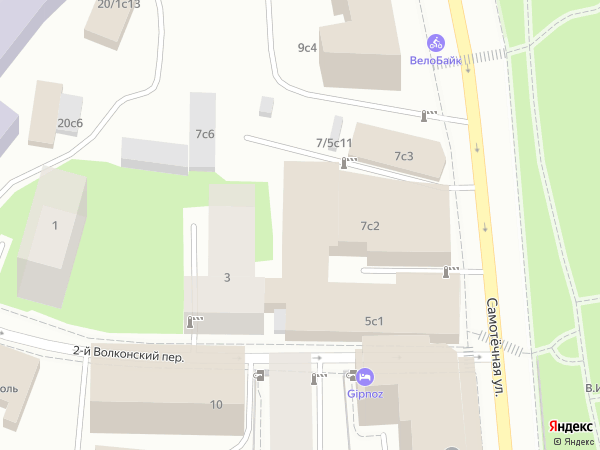 20/1с13
9с4
ВелоБайк
20с6
7с6
7/5с11
7с3
1
7с2
3
5с1
Самотёчная ул.
2-й Волконский пер.
оль
Gipnoz
10
В.И
Яндекс
© Яндекс